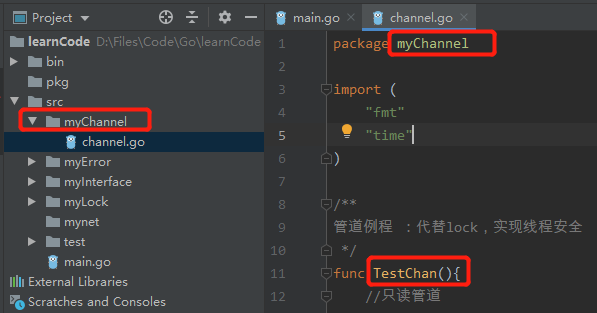 Project
learnCode D:\Files\Code\Go\learnCode
bin
pkg
src
myChannel
channel.go
myError
myInterface
myLock
mynet
test
main.go
External Libraries
Scratches and Consoles
main.go
channel.go
1 package myChannel
2
3 import (
4 "fmt"
5 "time"
6 )
7
8 /**
9 管道例程 ：代替lock，实现线程安全
10 */
11 func TestChan(){
12 //只读管道